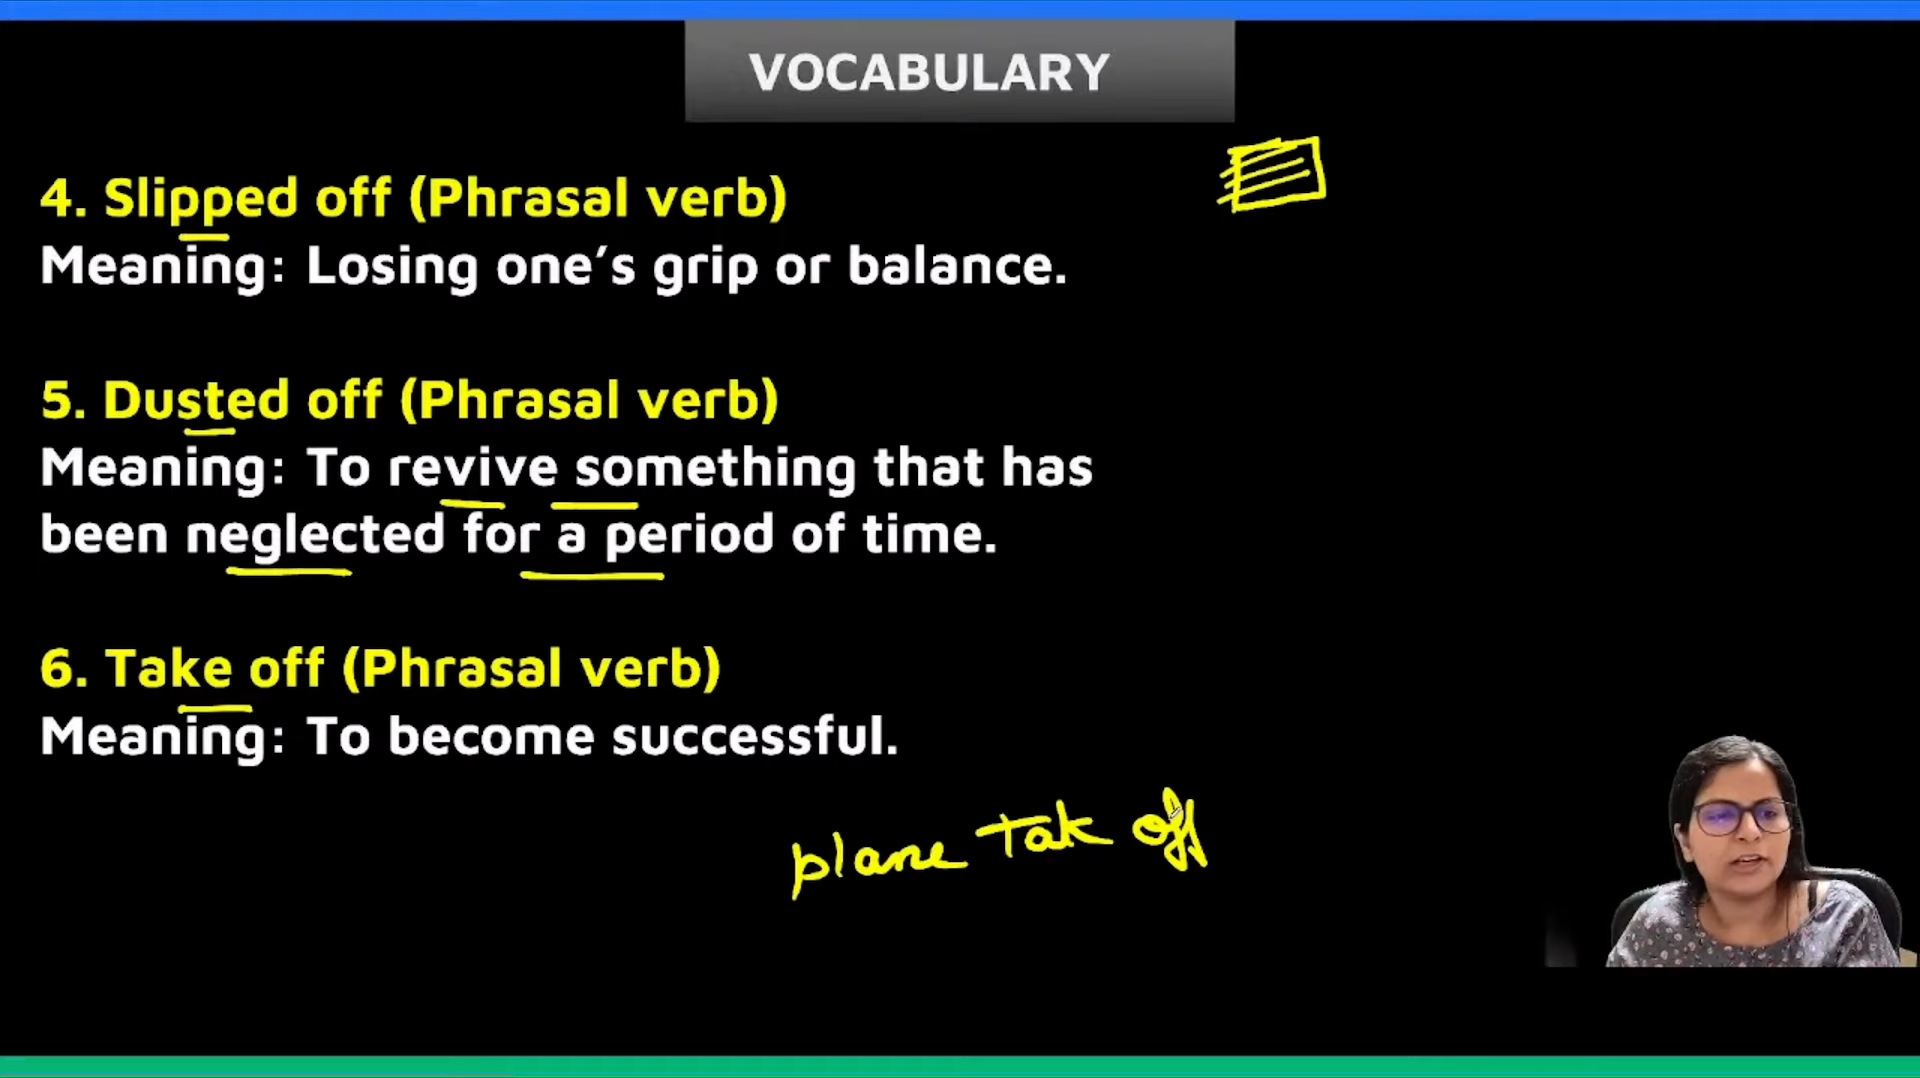 VOCABULARY
4. Slipped off (Phrasal verb)
Meaning: Losing one’s grip or balance.
5. Dusted off (Phrasal verb)
Meaning: To revive something that has
been neglected for a period of time.
6. Take off (Phrasal verb)
Meaning: To become successful.
plane Tak off